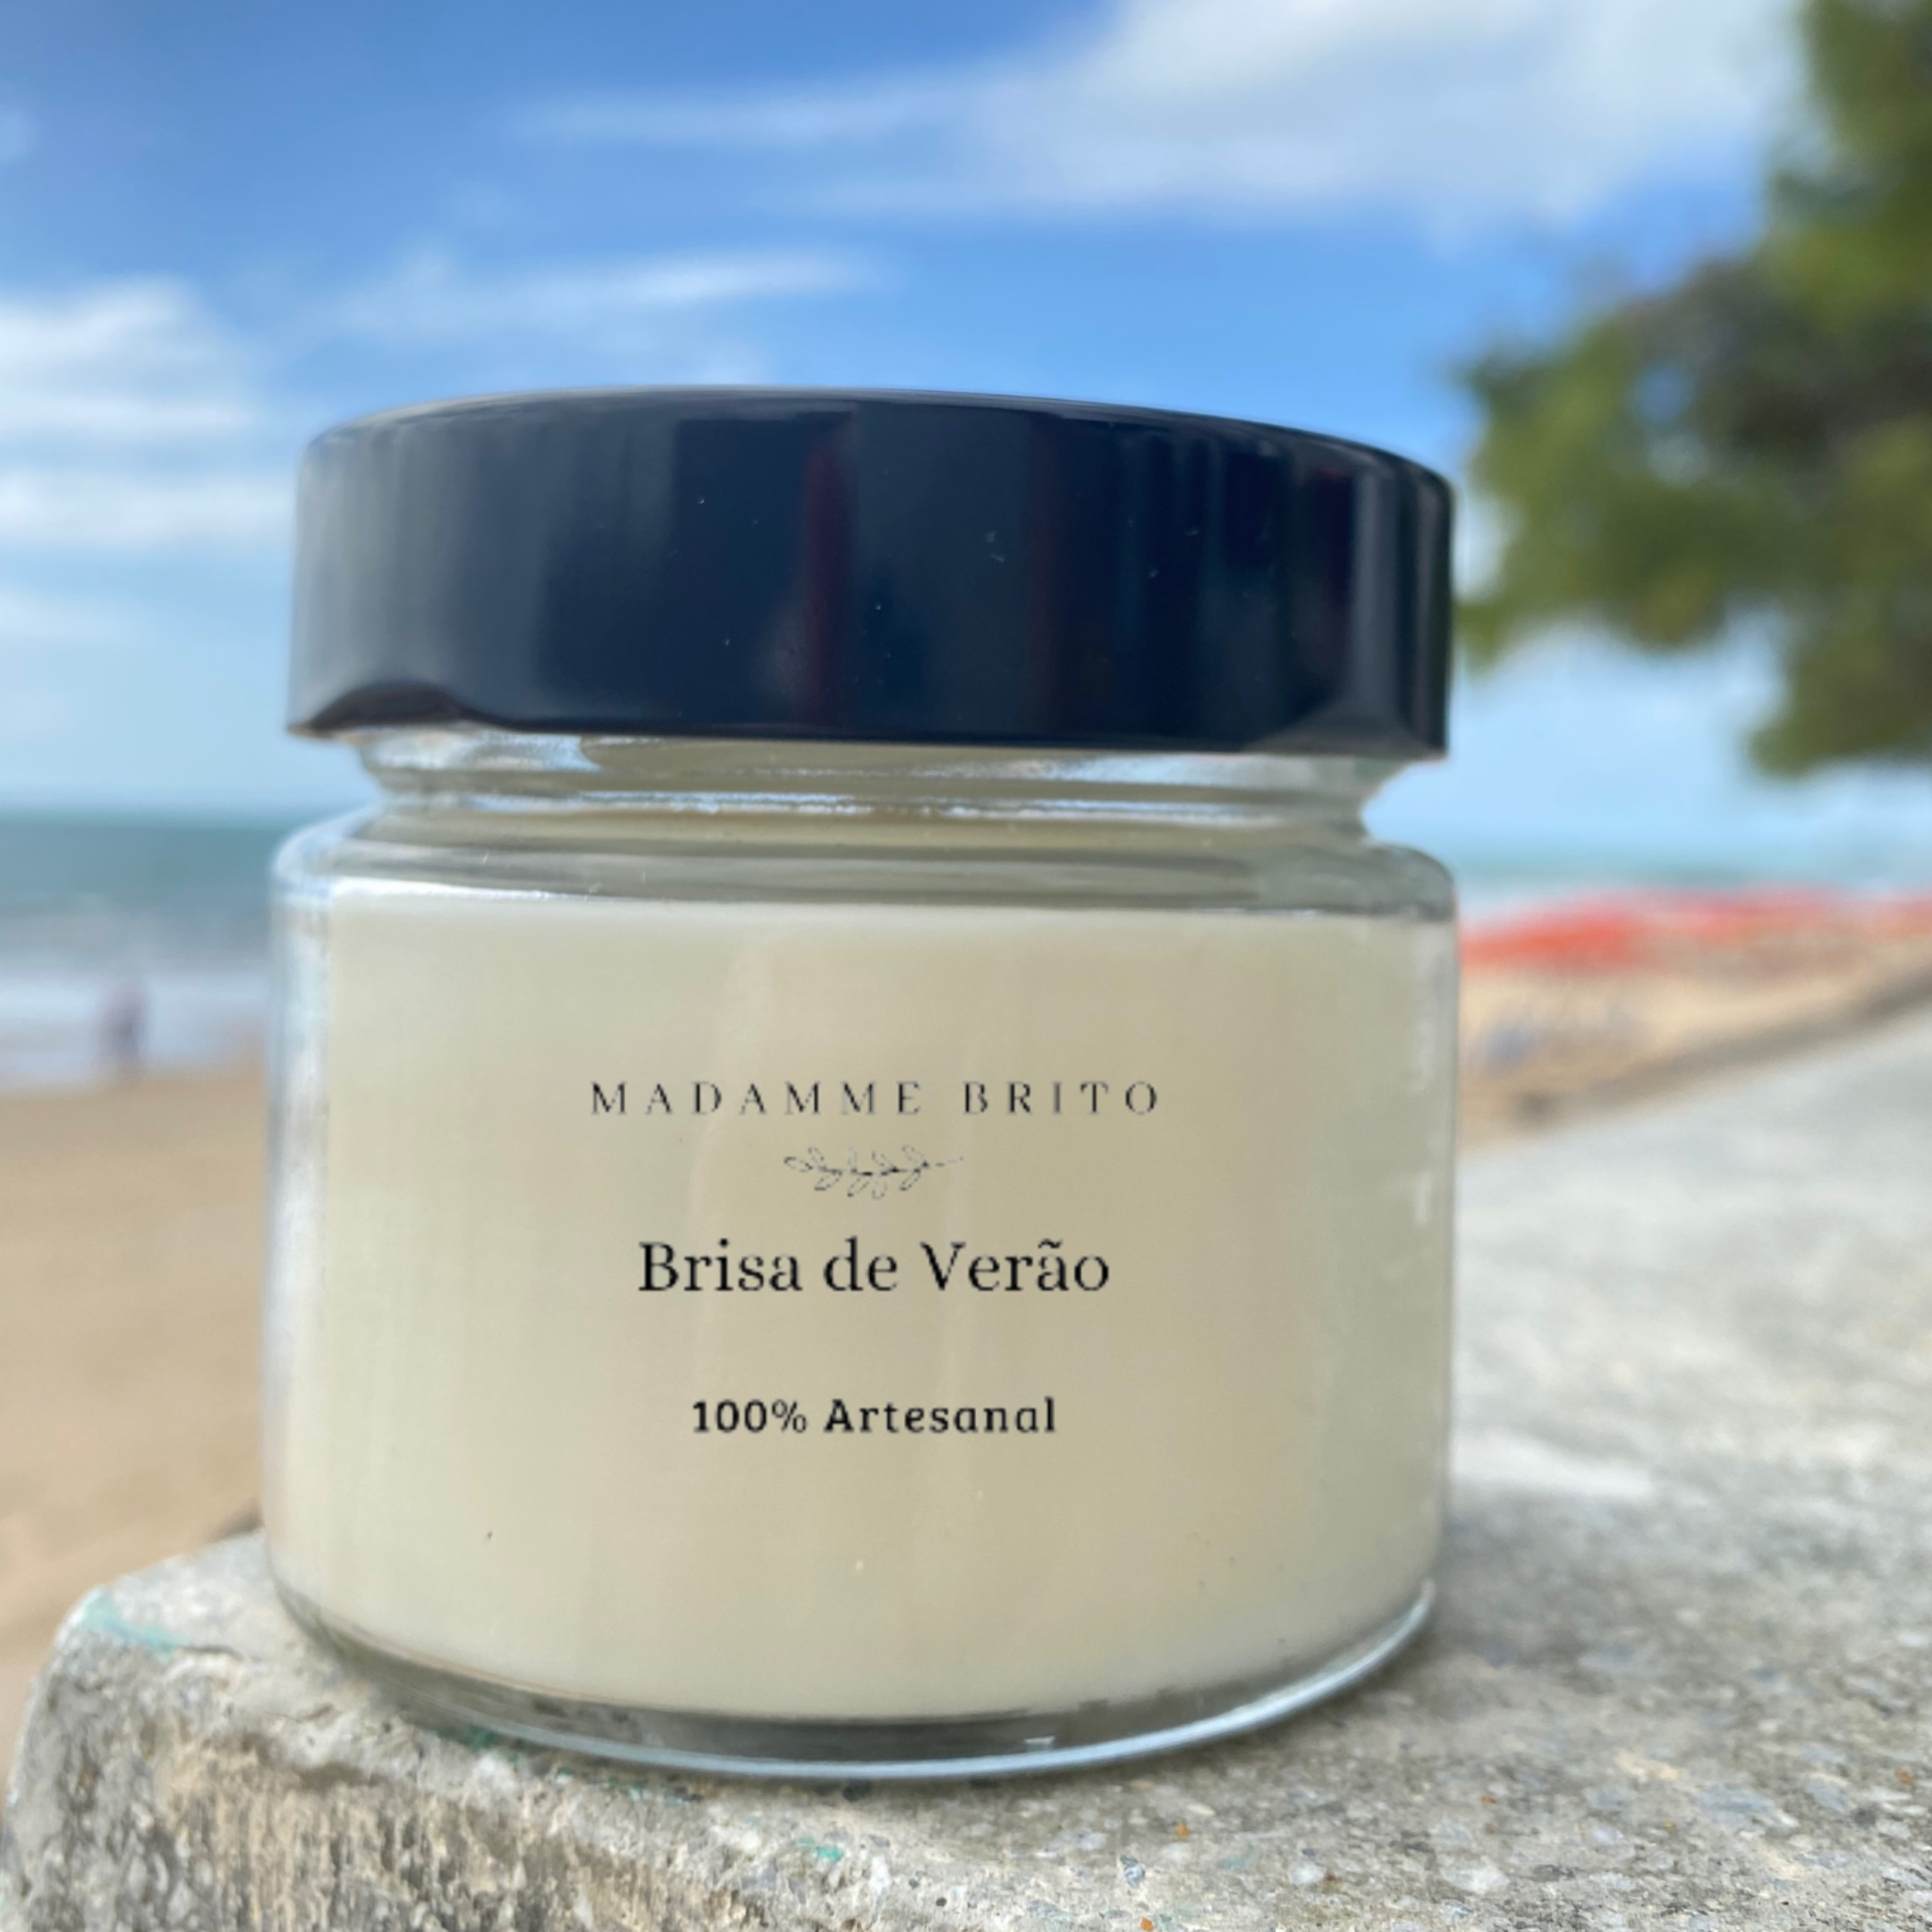 MADAMME BRITO
Brisa de Verão
100% Artesanal